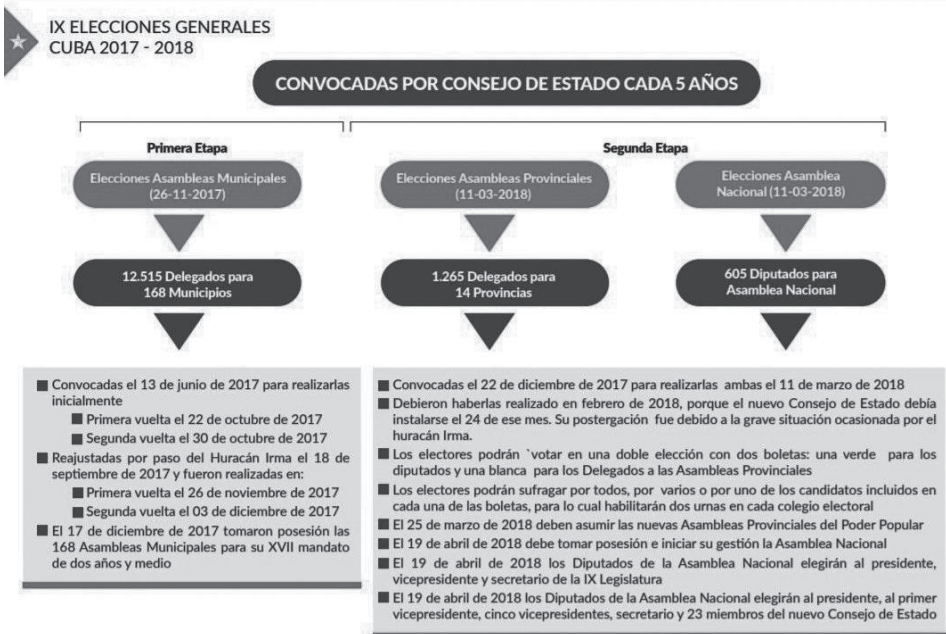 IX ELECCIONES GENERALES
CUBA 2017 - 2018
CONVOCADAS POR CONSEJO DE ESTADO CADA 5 AÑOS
Primera Etapa
Elecciones Asambleas Municipales
(26-11-2017)
12.515 Delegados para
168 Municipios
■ Convocadas el 13 de junio de 2017 para realizarlas
inicialmente
■ Primera vuelta el 22 de octubre de 2017
■ Segunda vuelta el 30 de octubre de 2017
■ Reajustadas por paso del Huracán Irma el 18 de
septiembre de 2017 y fueron realizadas en:
■ Primera vuelta el 26 de noviembre de 2017
■ Segunda vuelta el 03 de diciembre de 2017
■ El 17 de diciembre de 2017 tomaron posesión las
168 Asambleas Municipales para su XVII mandato
de dos años y medio
Segunda Etapa
Elecciones Asambleas Provinciales
(11-03-2018)
1.265 Delegados para
14 Provincias
Elecciones Asamblea
Nacional (11-03-2018)
605 Diputados para
Asamblea Nacional
■ Convocadas el 22 de diciembre de 2017 para realizarlas ambas el 11 de marzo de 2018
■ Debieron haberlas realizado en febrero de 2018, porque el nuevo Consejo de Estado debía
instalarse el 24 de ese mes. Su postergación fue debido a la grave situación ocasionada por el
huracán Irma.
■ Los electores podrán `votar en una doble elección con dos boletas: una verde para los
diputados y una blanca para los Delegados a las Asambleas Provinciales
■ Los electores podrán sufragar por todos, por varios o por uno de los candidatos incluidos en
cada una de las boletas, para lo cual habilitarán dos urnas en cada colegio electoral
■ El 25 de marzo de 2018 deben asumir las nuevas Asambleas Provinciales del Poder Popular
■ El 19 de abril de 2018 debe tomar posesión e iniciar su gestión la Asamblea Nacional
■ El 19 de abril de 2018 los Diputados de la Asamblea Nacional elegirán al presidente,
vicepresidente y secretario de la IX Legislatura
■ El 19 de abril de 2018 los Diputados de la Asamblea Nacional elegirán al presidente, al primer
vicepresidente, cinco vicepresidentes, secretario y 23 miembros del nuevo Consejo de Estado